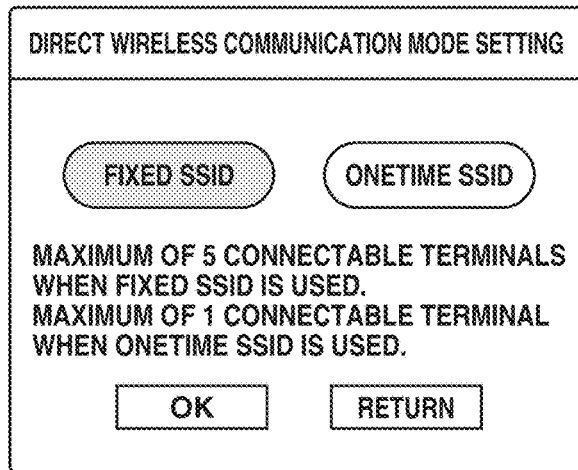 DIRECT WIRELESS COMMUNICATION MODE SETTING
FIXED SSID
ONETIME SSID
MAXIMUM OF 5 CONNECTABLE TERMINALS
WHEN FIXED SSID IS USED.
MAXIMUM OF 1 CONNECTABLE TERMINAL
WHEN ONETIME SSID IS USED.
OK
RETURN